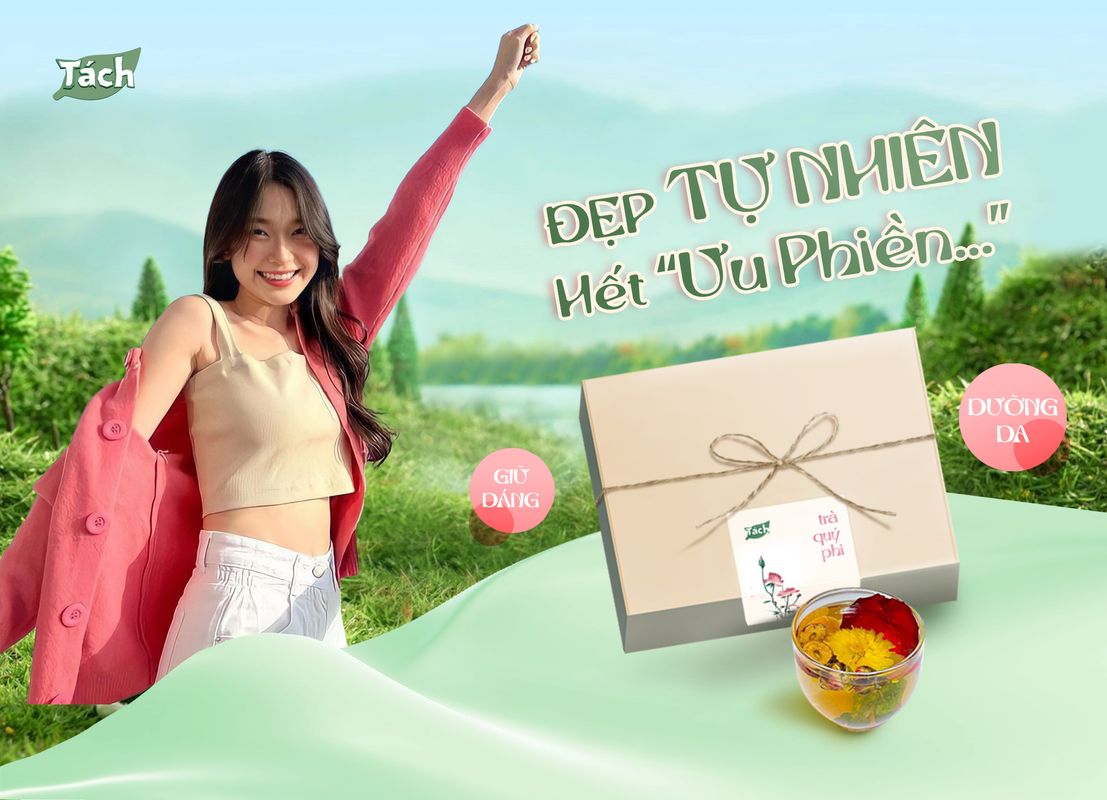 Tách
ĐẸP TỰ NHIÊN
Hết “Ưu Phiền...”
GIỮ
DÁNG
DƯỠNG
DA
Tách
trà
quý
phi